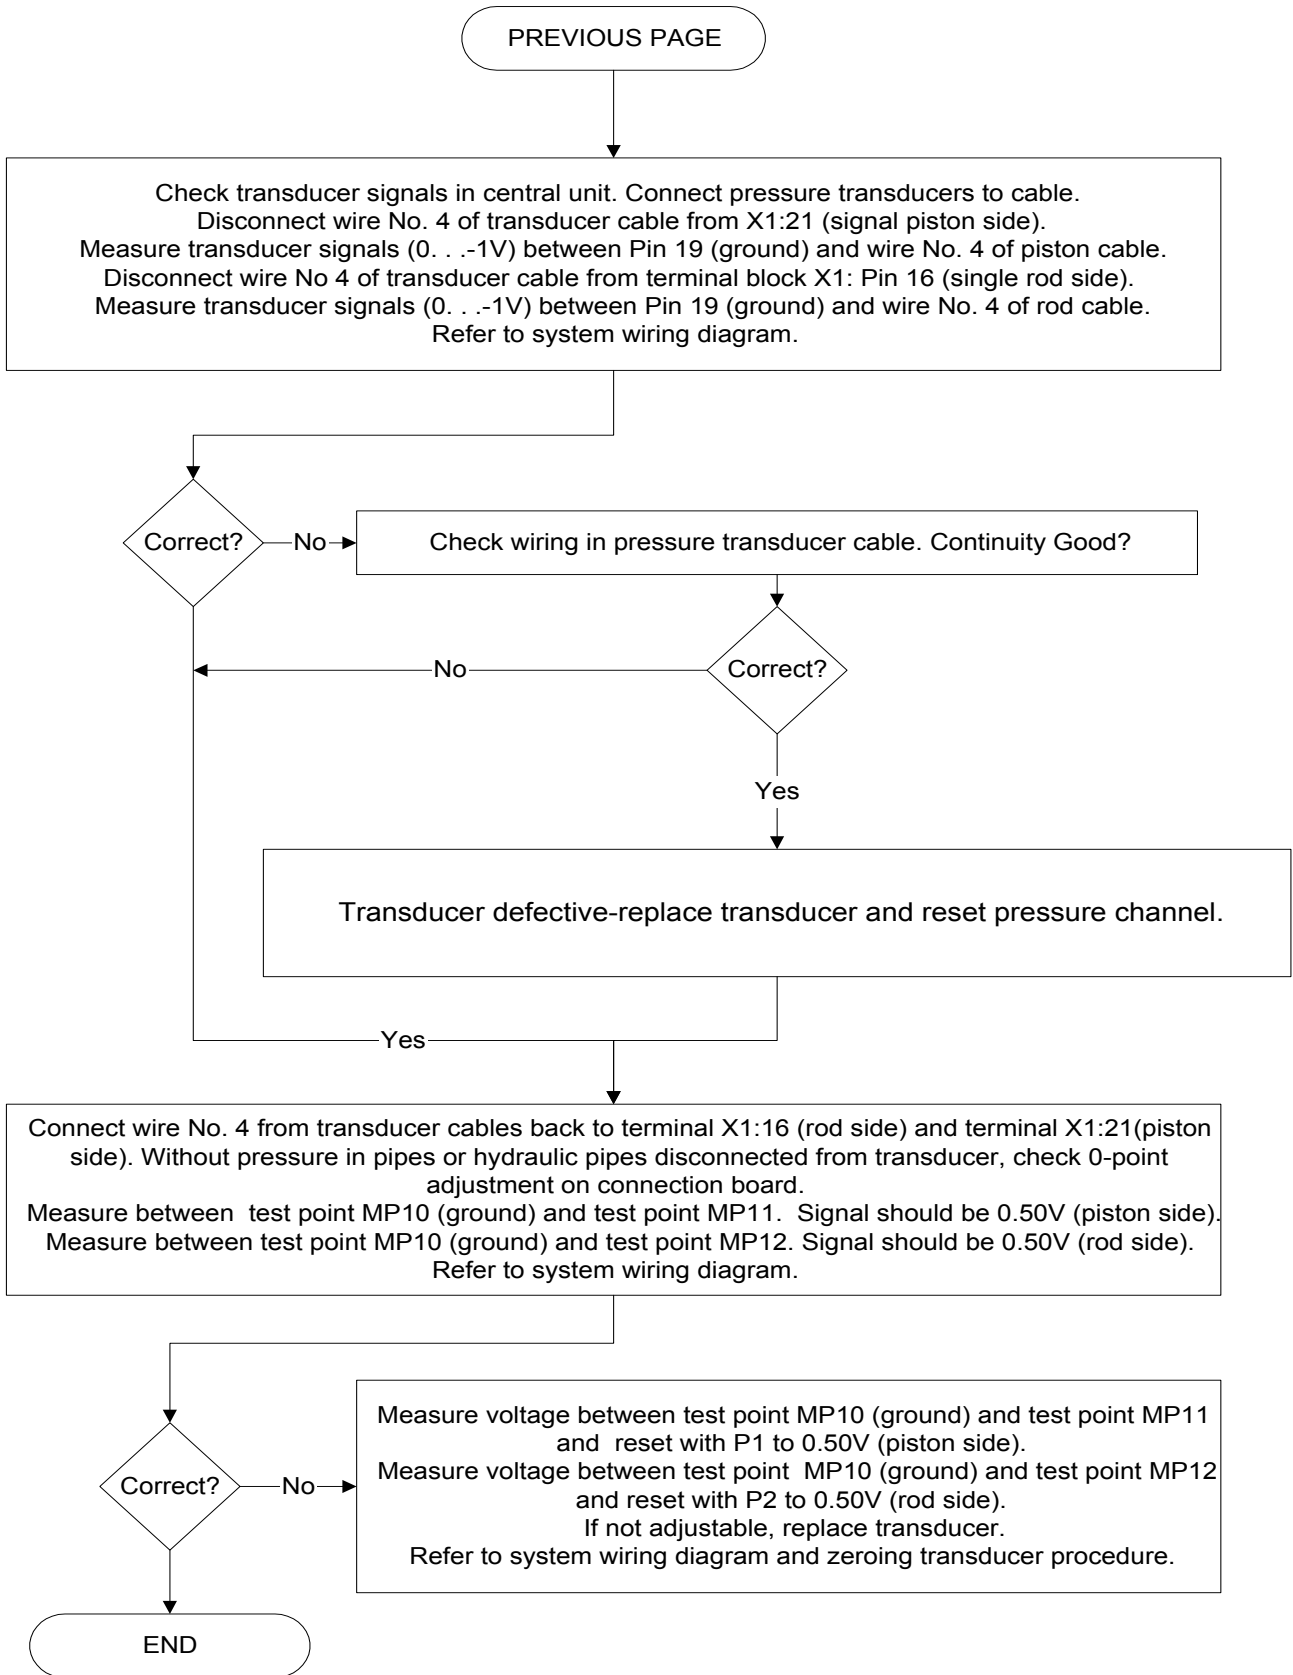 PREVIOUS PAGE
Check transducer signals in central unit. Connect pressure transducers to cable.
Disconnect wire No. 4 of transducer cable from X1:21 (signal piston side).
Measure transducer signals (0. . .-1V) between Pin 19 (ground) and wire No. 4 of piston cable.
Disconnect wire No 4 of transducer cable from terminal block X1: Pin 16 (single rod side).
Measure transducer signals (0. . .-1V) between Pin 19 (ground) and wire No. 4 of rod cable.
Refer to system wiring diagram.
Correct?
No
Check wiring in pressure transducer cable. Continuity Good?
No
Correct?
Yes
Transducer defective-replace transducer and reset pressure channel.
Yes
Connect wire No. 4 from transducer cables back to terminal X1:16 (rod side) and terminal X1:21(piston
side). Without pressure in pipes or hydraulic pipes disconnected from transducer, check 0-point
adjustment on connection board.
Measure between test point MP10 (ground) and test point MP11. Signal should be 0.50V (piston side).
Measure between test point MP10 (ground) and test point MP12. Signal should be 0.50V (rod side).
Refer to system wiring diagram.
Correct?
No
Measure voltage between test point MP10 (ground) and test point MP11
and reset with P1 to 0.50V (piston side).
Measure voltage between test point MP10 (ground) and test point MP12
and reset with P2 to 0.50V (rod side).
If not adjustable, replace transducer.
Refer to system wiring diagram and zeroing transducer procedure.
END